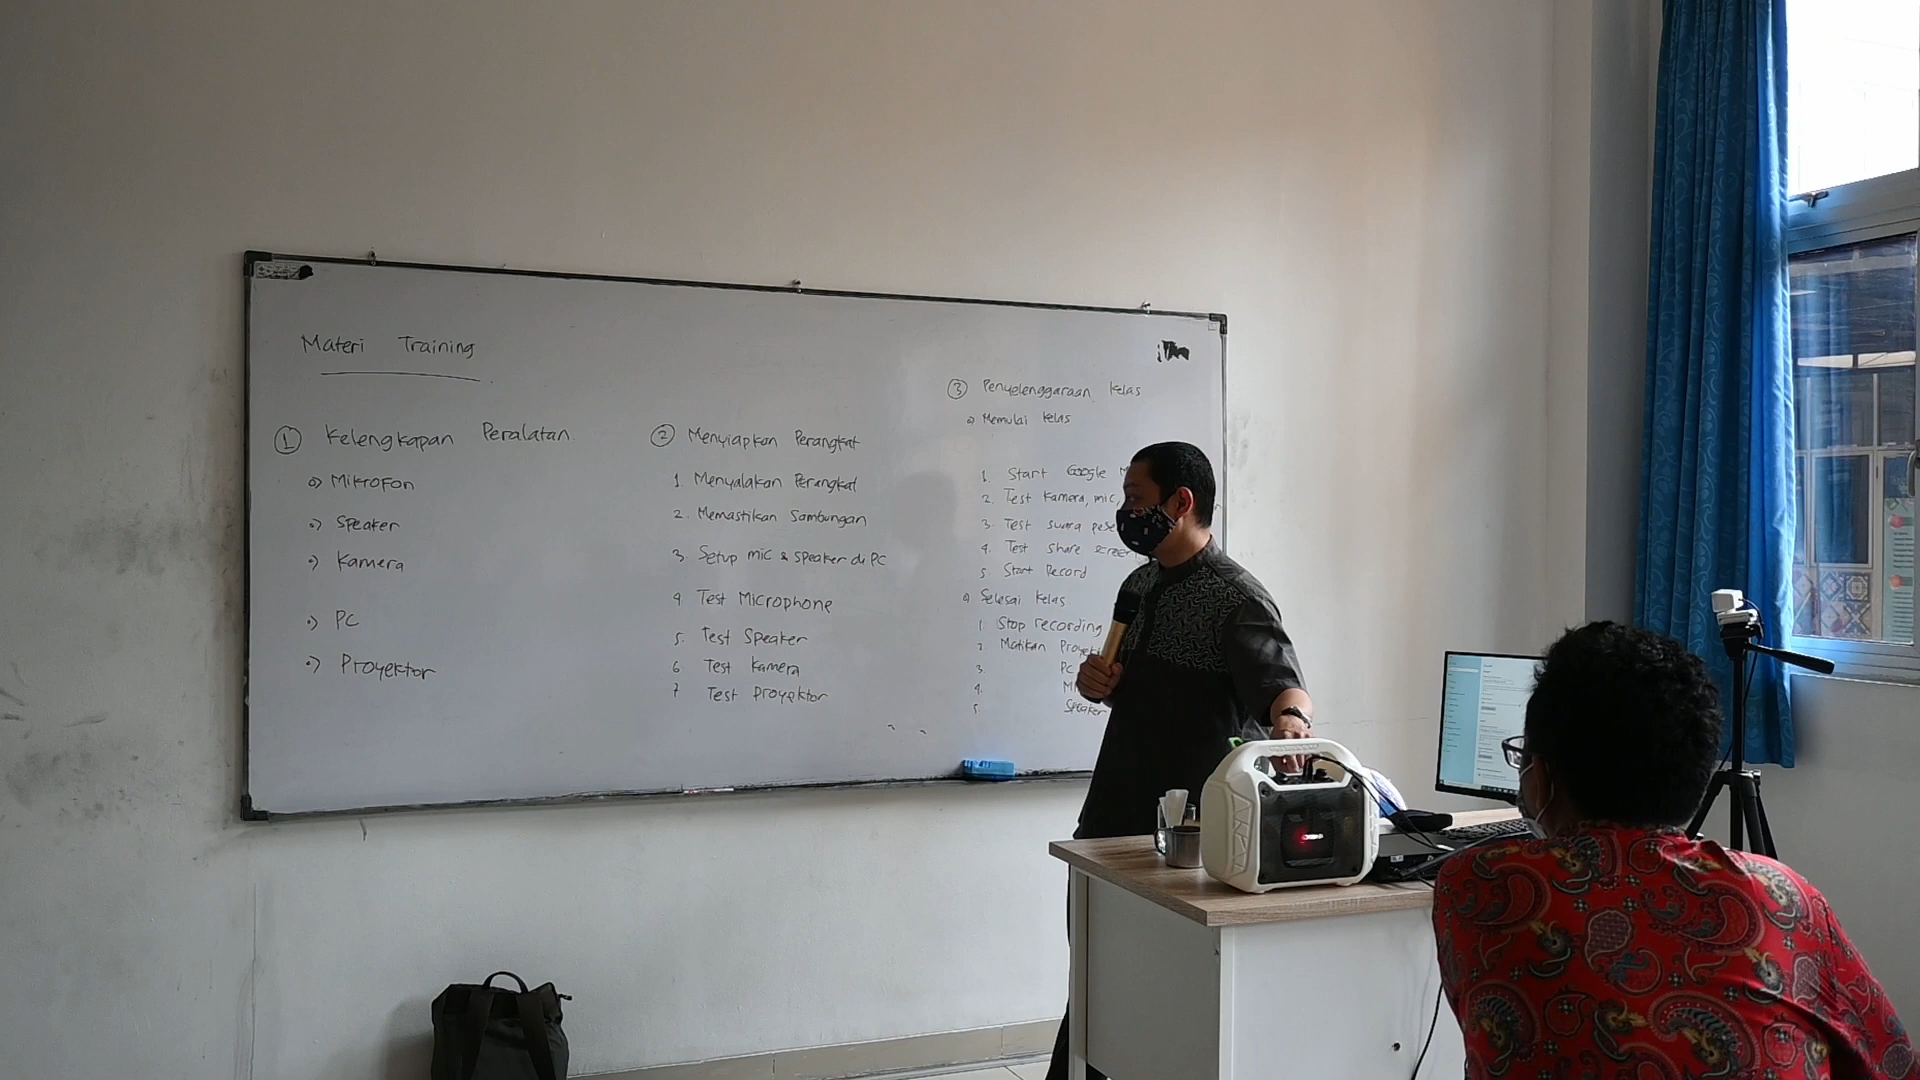 Materi Training
① Kelengkapan Peralatan
Mikrofon
Speaker
Kamera
PC
Proyektor
② Menyiapkan Perangkat
1. Menyalakan Perangkat
2. Memastikan Sambungan
3. Setup mic & speaker di PC
4 Test Microphone
5. Test Speaker
6 Test Kamera
7 Test Proyektor
③ Penyelenggaraan Kelas
Memulai Kelas
1. Start Google
2. Test Kamera, mic,
3. Test suara
4. Test share screen
5 Start Record
Selesai Kelas
1 Stop recording
2 Matikan
3. PC
4.
5. Speaker